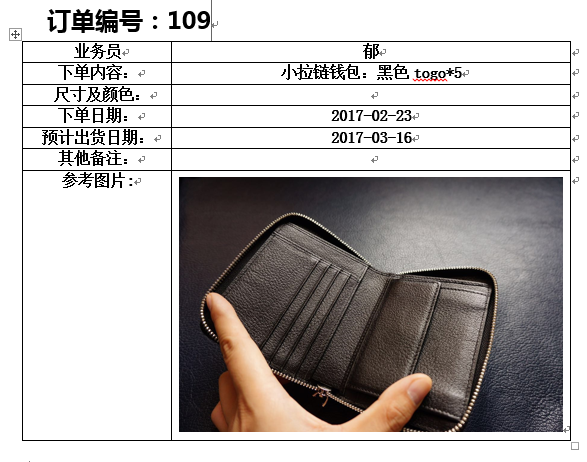 订单编号：109
业务员 郁
下单内容： 小拉链钱包：黑色 togo*5
尺寸及颜色：
下单日期： 2017-02-23
预计出货日期： 2017-03-16
其他备注：
参考图片: